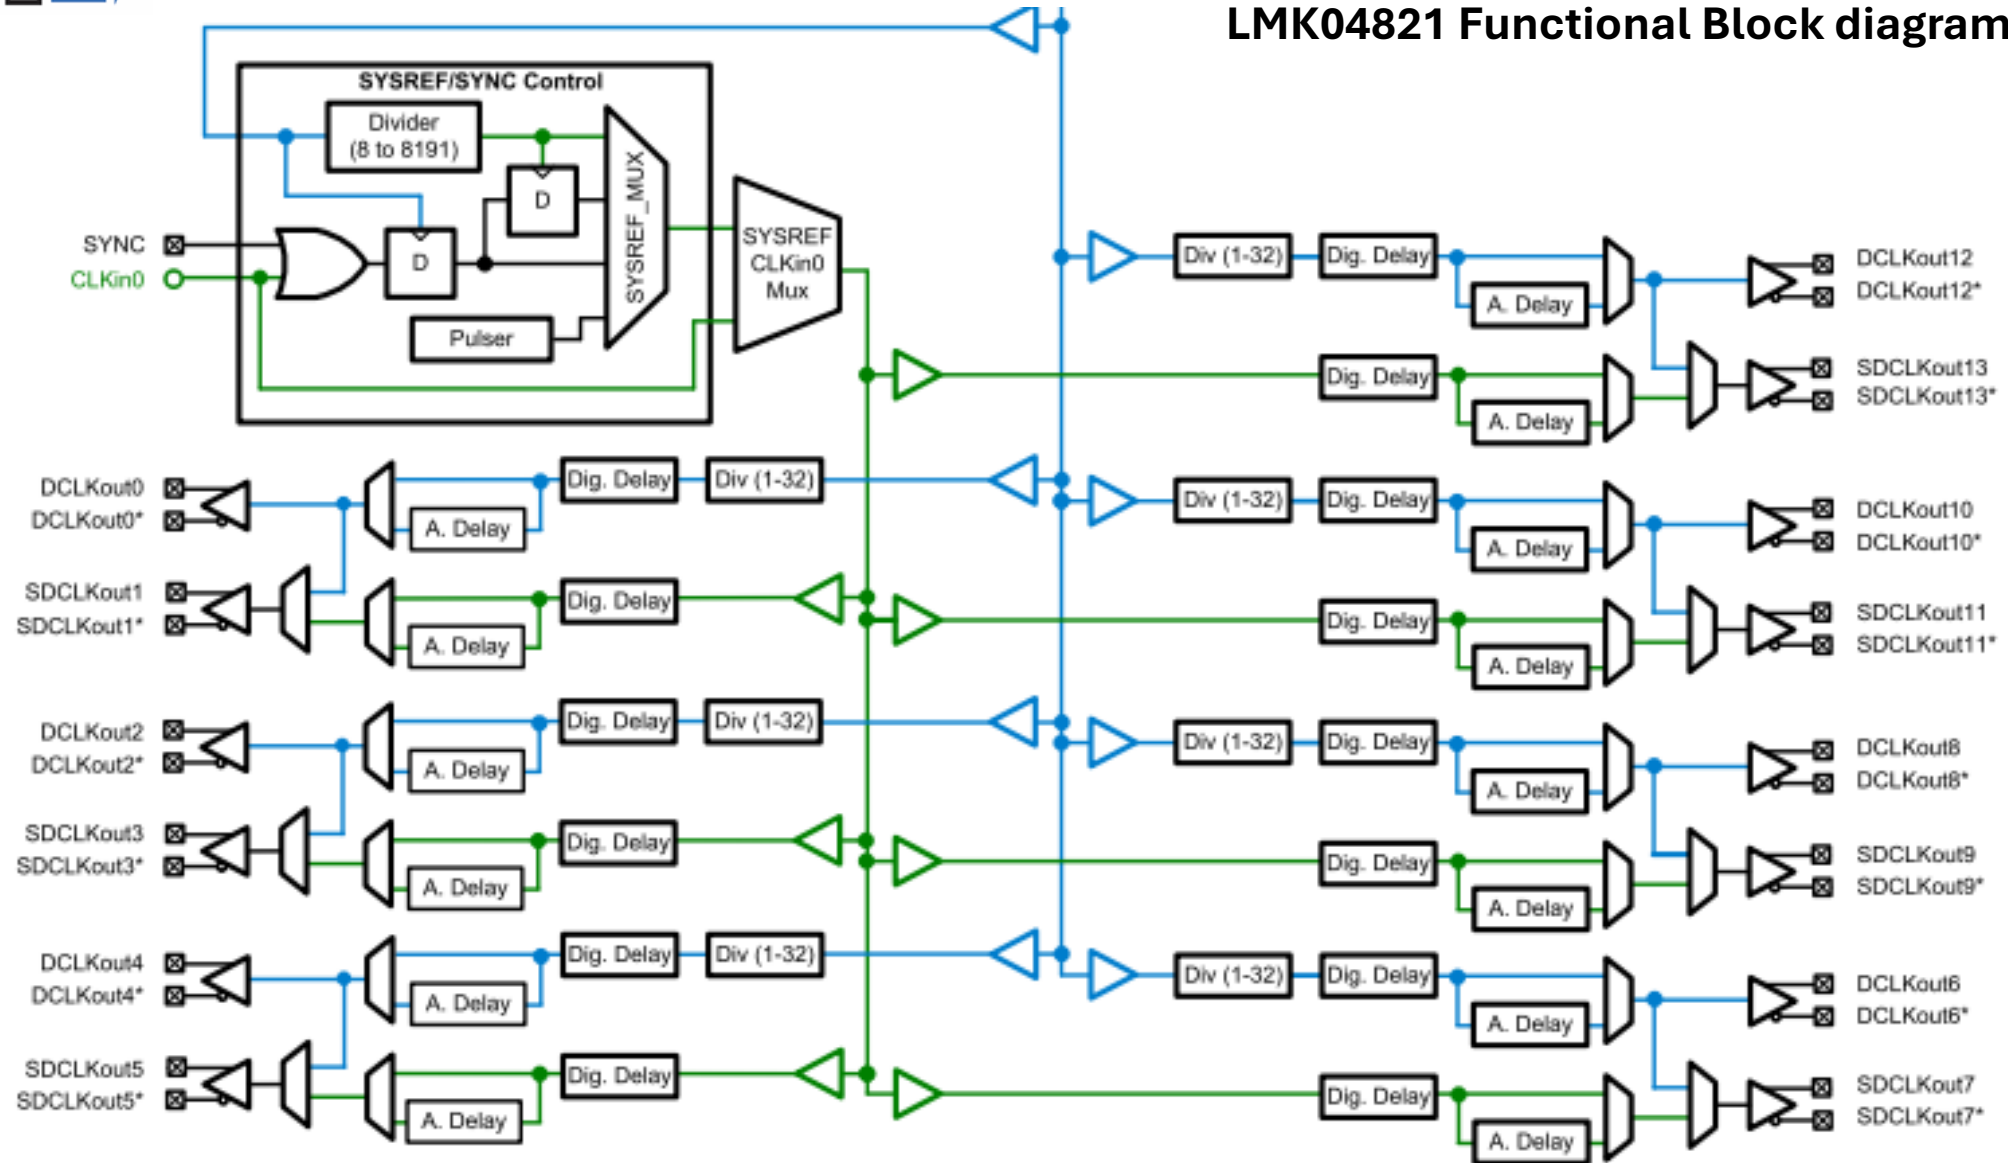 LMK04821 Functional Block diagram
SYSREF/SYNC Control
Divider
(8 to 8191)
D
SYSREF_MUX
SYNC
CLKin0
D
Pulser
SYSREF
CLKin0
Mux
Div (1-32)
Dig. Delay
A. Delay
DCLKout12
DCLKout12*
Dig. Delay
A. Delay
SDCLKout13
SDCLKout13*
DCLKout0
DCLKout0*
A. Delay
Dig. Delay
Div (1-32)
Div (1-32)
Dig. Delay
A. Delay
DCLKout10
DCLKout10*
SDCLKout1
SDCLKout1*
A. Delay
Dig. Delay
Dig. Delay
A. Delay
SDCLKout11
SDCLKout11*
DCLKout2
DCLKout2*
A. Delay
Dig. Delay
Div (1-32)
Div (1-32)
Dig. Delay
A. Delay
DCLKout8
DCLKout8*
SDCLKout3
SDCLKout3*
A. Delay
Dig. Delay
Dig. Delay
A. Delay
SDCLKout9
SDCLKout9*
DCLKout4
DCLKout4*
A. Delay
Dig. Delay
Div (1-32)
Div (1-32)
Dig. Delay
A. Delay
DCLKout6
DCLKout6*
SDCLKout5
SDCLKout5*
A. Delay
Dig. Delay
Dig. Delay
A. Delay
SDCLKout7
SDCLKout7*